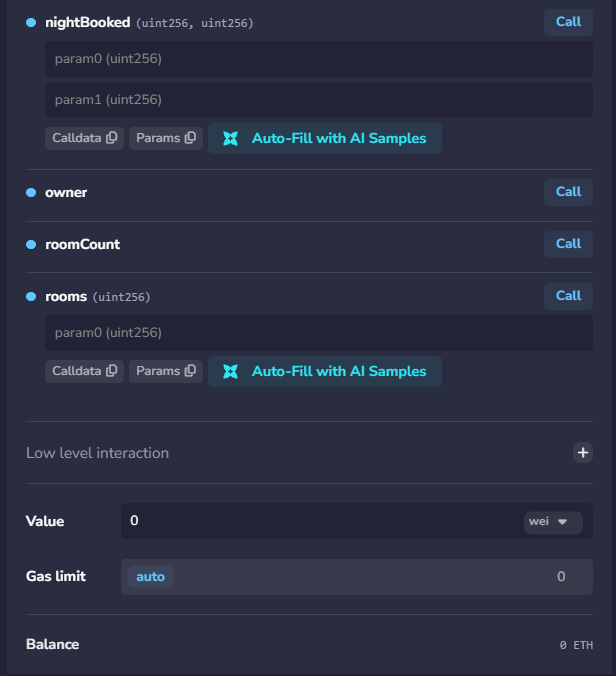 nightBooked (uint256, uint256) Call
param0 (uint256)
param1 (uint256)
Calldata Params Auto-Fill with AI Samples
owner Call
roomCount Call
rooms (uint256) Call
param0 (uint256)
Calldata Params Auto-Fill with AI Samples
Low level interaction
Value 0 wei
Gas limit auto 0
Balance 0 ETH